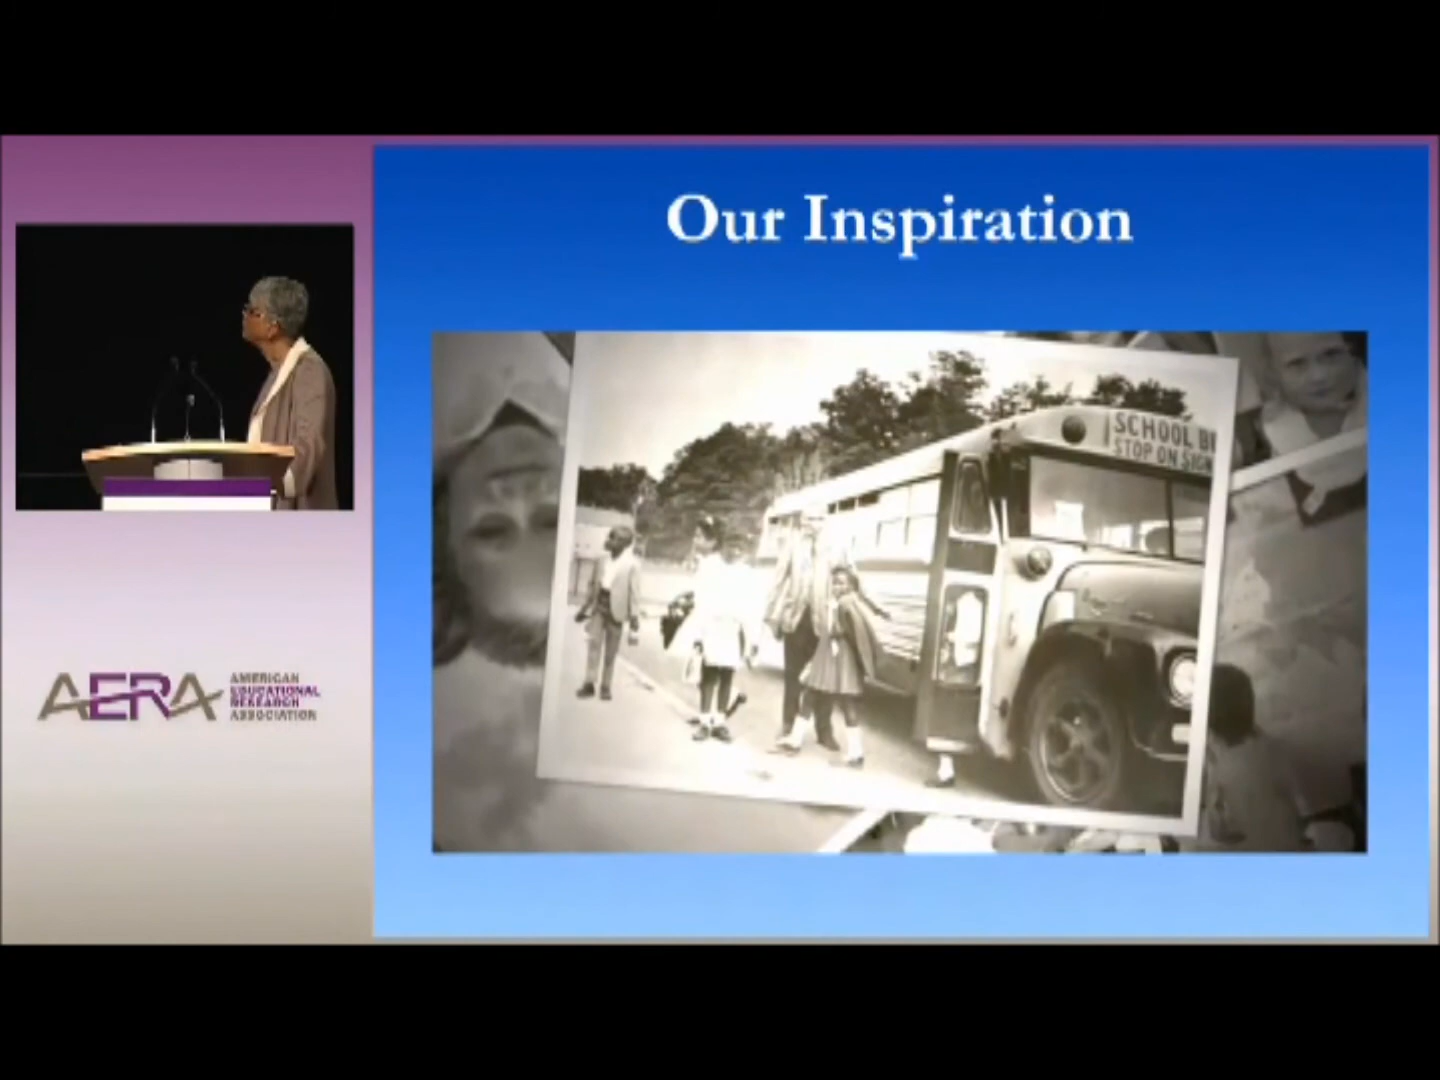 Our Inspiration
SCHOOL BU
STOP ON SIGN
AERA
AMERICAN
EDUCATIONAL
RESEARCH
ASSOCIATION